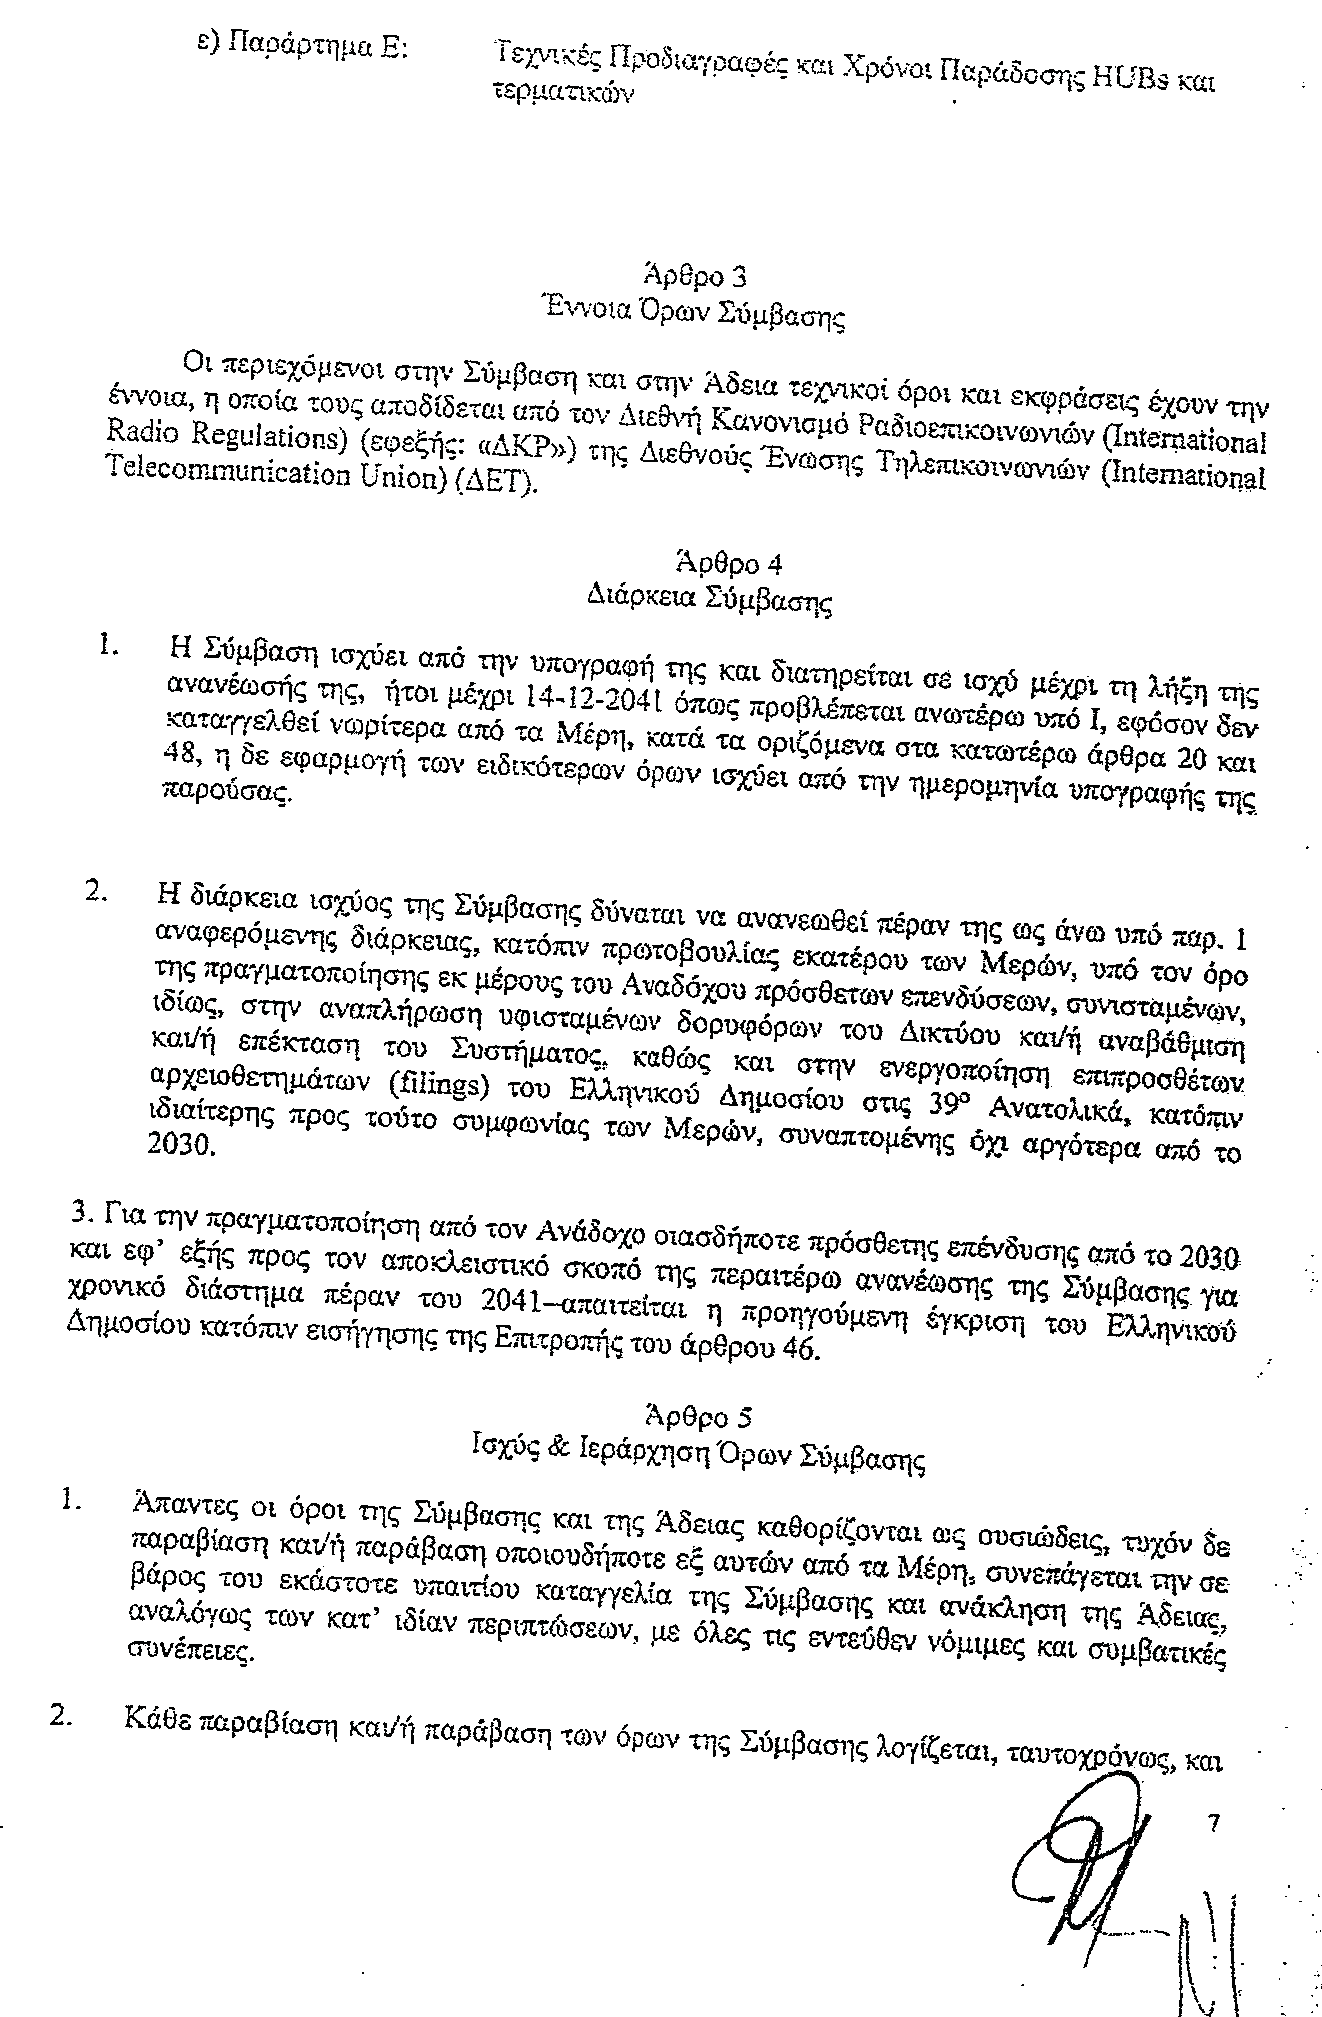 ε) Παράρτημα Ε: Τεχνικές Προδιαγραφές και Χρόνοι Παράδοσης HUBs και
τερματικών
Άρθρο 3
Έννοια Όρων Σύμβασης
Οι περιεχόμενοι στην Σύμβαση και στην Άδεια τεχνικοί όροι και εκφράσεις έχουν την
έννοια, η οποία τους αποδίδεται από τον Διεθνή Κανονισμό Ραδιοεπικοινωνιών (International
Radio Regulations) (εφεξής: «ΔΚΡ») της Διεθνούς Ένωσης Τηλεπικοινωνιών (International
Telecommunication Union) (ΔΕΤ).
Άρθρο 4
Διάρκεια Σύμβασης
1. Η Σύμβαση ισχύει από την υπογραφή της και διατηρείται σε ισχύ μέχρι τη λήξη της
ανανέωσής της, ήτοι μέχρι 14-12-2041 όπως προβλέπεται ανωτέρω υπό Ι, εφόσον δεν
καταγγελθεί νωρίτερα από τα Μέρη, κατά τα οριζόμενα στα κατωτέρω άρθρα 20 και
48, η δε εφαρμογή των ειδικότερων όρων ισχύει από την ημερομηνία υπογραφής της
παρούσας.
2. Η διάρκεια ισχύος της Σύμβασης δύναται να ανανεωθεί πέραν της ως άνω υπό παρ. 1
αναφερόμενης διάρκειας, κατόπιν πρωτοβουλίας εκατέρου των Μερών, υπό τον όρο
της πραγματοποίησης εκ μέρους του Αναδόχου πρόσθετων επενδύσεων, συνισταμένων,
ιδίως, στην αναπλήρωση υφισταμένων δορυφόρων του Δικτύου και/ή αναβάθμιση
και/ή επέκταση του Συστήματος, καθώς και στην ενεργοποίηση επιπροσθέτων
αρχειοθετημάτων (filings) του Ελληνικού Δημοσίου στις 39° Ανατολικά, κατόπιν
ιδιαίτερης προς τούτο συμφωνίας των Μερών, συναπτομένης όχι αργότερα από το
2030.
3. Για την πραγματοποίηση από τον Ανάδοχο οιασδήποτε πρόσθετης επένδυσης από το 2030
και εφ’ εξής προς τον αποκλειστικό σκοπό της περαιτέρω ανανέωσης της Σύμβασης για
χρονικό διάστημα πέραν του 2041–απαιτείται η προηγούμενη έγκριση του Ελληνικού
Δημοσίου κατόπιν εισήγησης της Επιτροπής του άρθρου 46.
Άρθρο 5
Ισχύς & Ιεράρχηση Όρων Σύμβασης
1. Άπαντες οι όροι της Σύμβασης και της Άδειας καθορίζονται ως ουσιώδεις, τυχόν δε
παραβίαση και/ή παράβαση οποιουδήποτε εξ αυτών από τα Μέρη, συνεπάγεται την σε
βάρος του εκάστοτε υπαιτίου καταγγελία της Σύμβασης και ανάκληση της Άδειας,
αναλόγως των κατ’ ιδίαν περιπτώσεων, με όλες τις εντεύθεν νόμιμες και συμβατικές
συνέπειες.
2. Κάθε παραβίαση και/ή παράβαση των όρων της Σύμβασης λογίζεται, ταυτοχρόνως, και
7